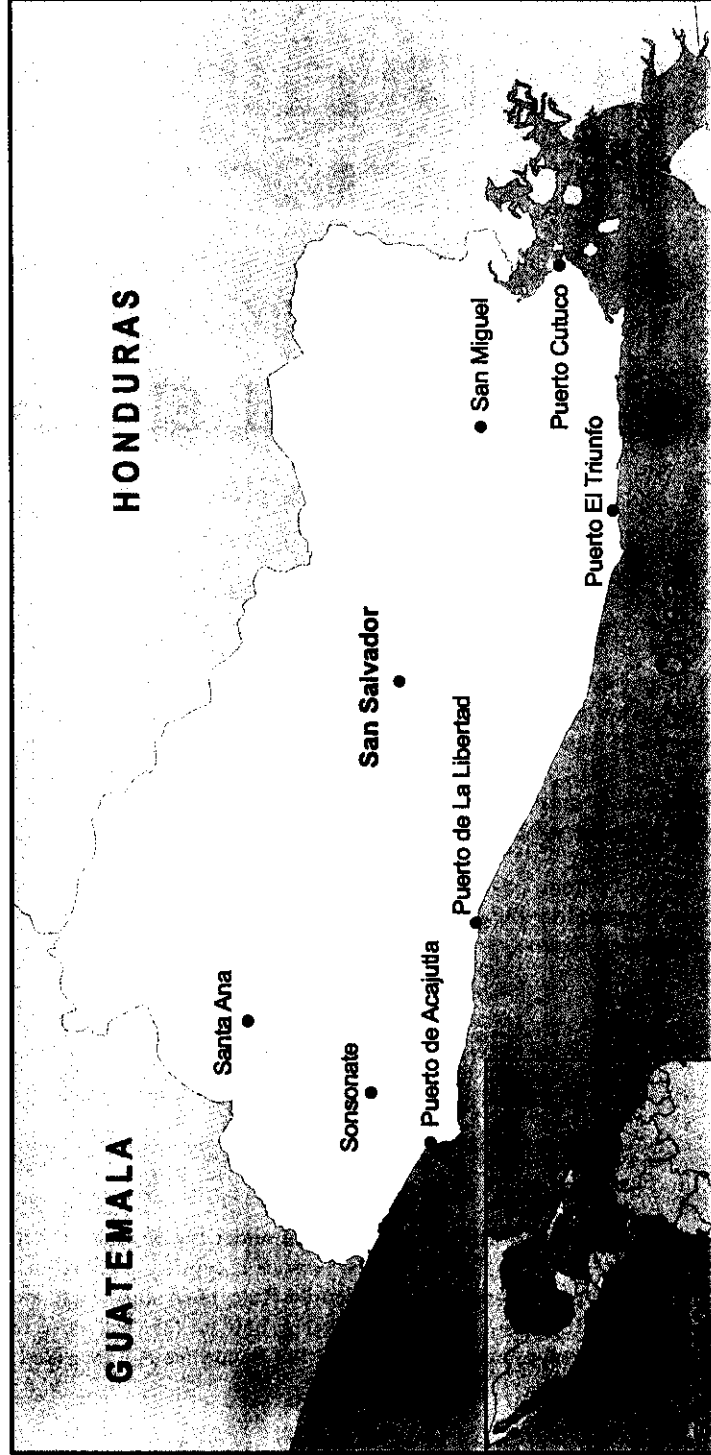 HONDURAS
GUATEMALA
Santa Ana
Sonsonate
San Salvador
Puerto de Acajutla
Puerto de La Libertad
San Miguel
Puerto Cutuco
Puerto El Triunfo